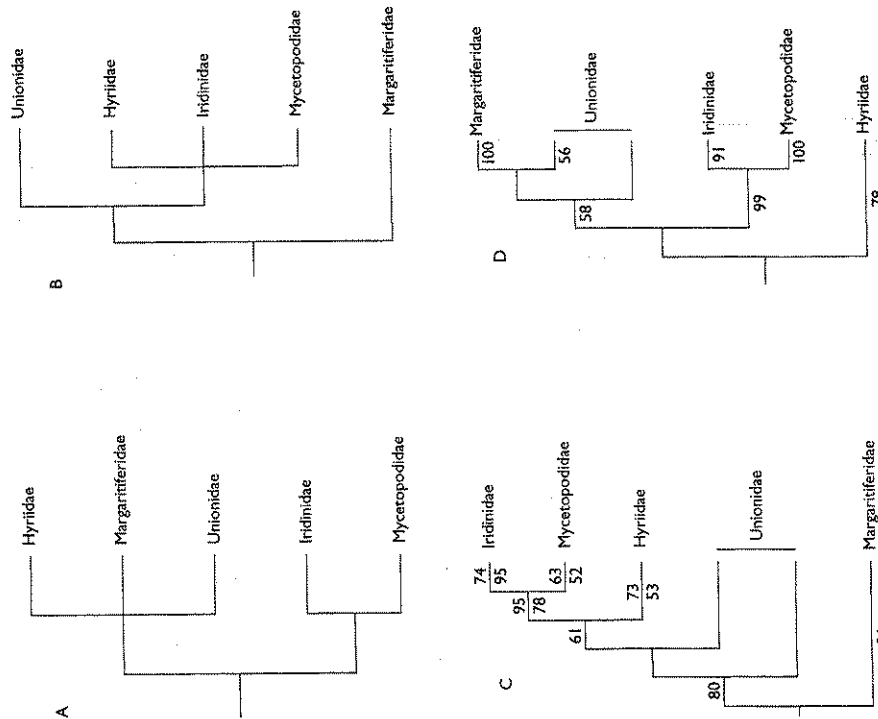 A
Hyriidae
Margaritiferidae
Unionidae
Iridinidae
Mycetopodidae
B
Unionidae
Hyriidae
Iridinidae
Mycetopodidae
Margaritiferidae
C
Iridinidae
74
95
Mycetopodidae
63
52
95
78
Hyriidae
73
53
61
Unionidae
80
Margaritiferidae
D
Margaritiferidae
100
Unionidae
56
58
Iridinidae
91
Mycetopodidae
100
99
Hyriidae
78